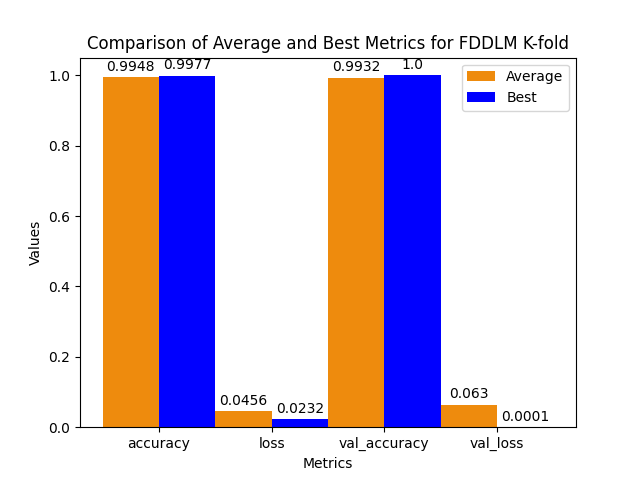 Comparison of Average and Best Metrics for FDDLM K-fold
0.9948
0.9977
0.0456
0.0232
0.9932
1.0
0.063
0.0001
Average
Best
1.0
0.8
0.6
0.4
0.2
0.0
Values
accuracy
loss
val_accuracy
val_loss
Metrics